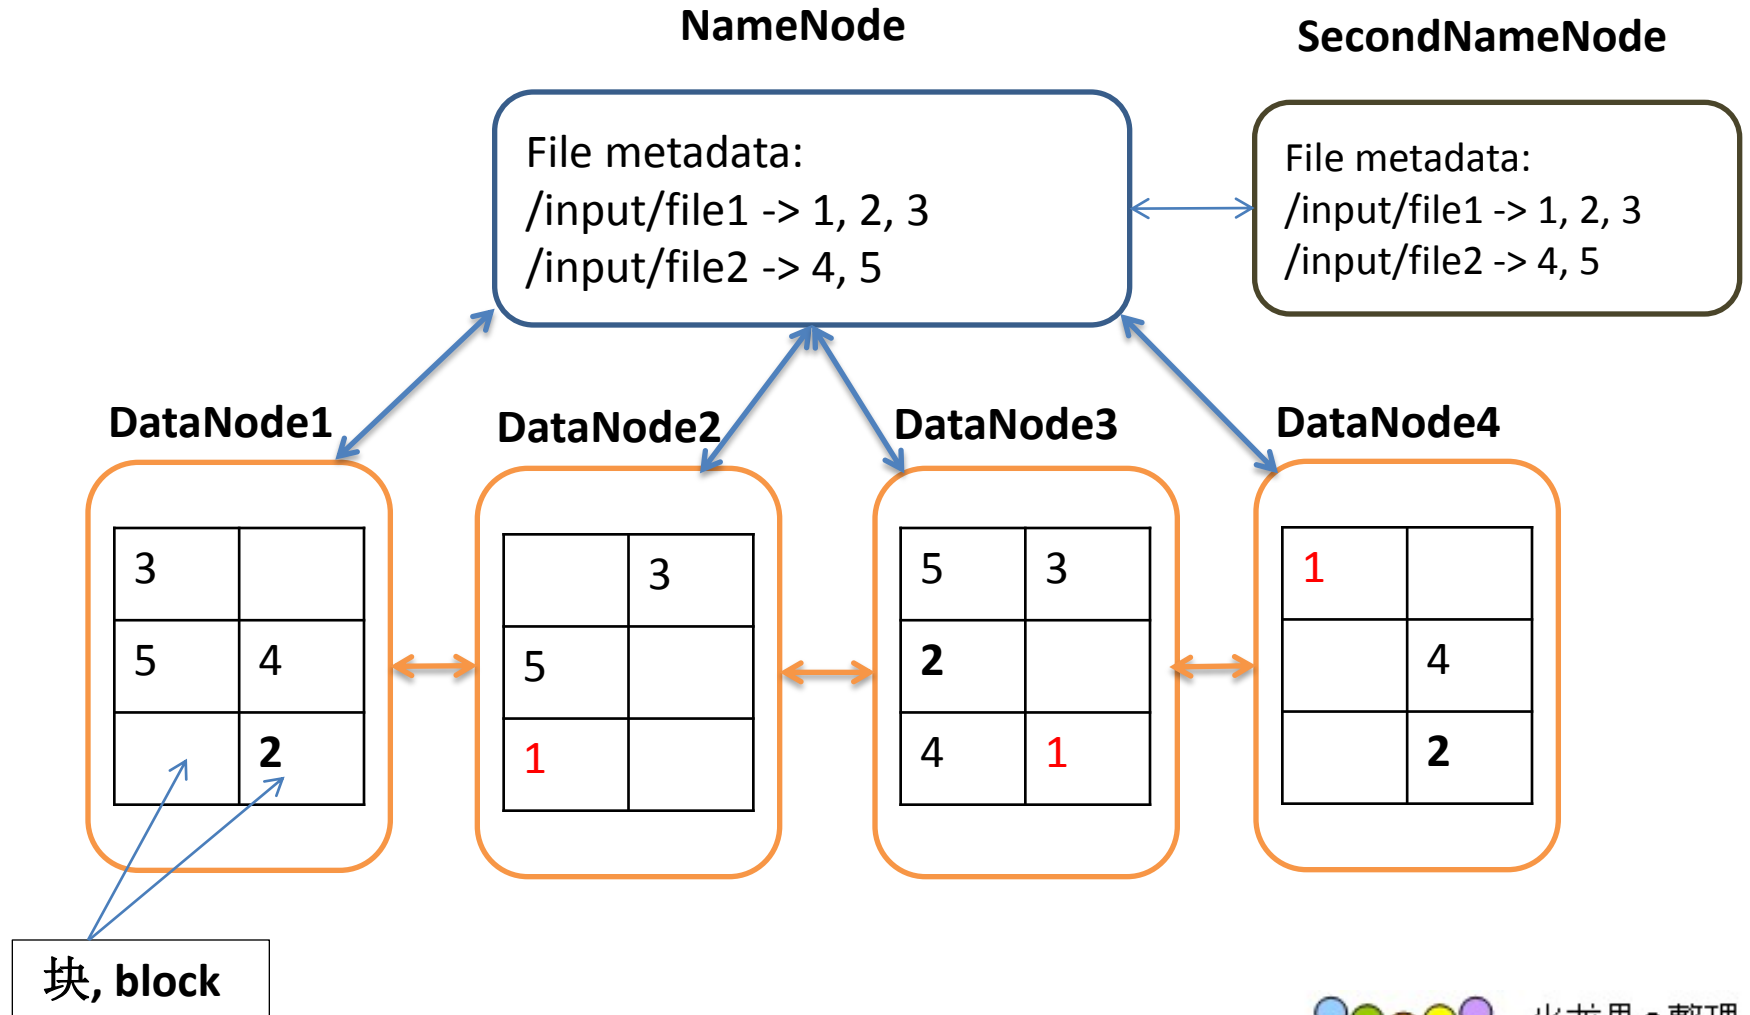 NameNode
SecondNameNode
File metadata:
/input/file1 -> 1, 2, 3
/input/file2 -> 4, 5
File metadata:
/input/file1 -> 1, 2, 3
/input/file2 -> 4, 5
DataNode1
DataNode2
DataNode3
DataNode4
3
5 4
2
3
5
1
5 3
2
4 1
1
4
2
块, block